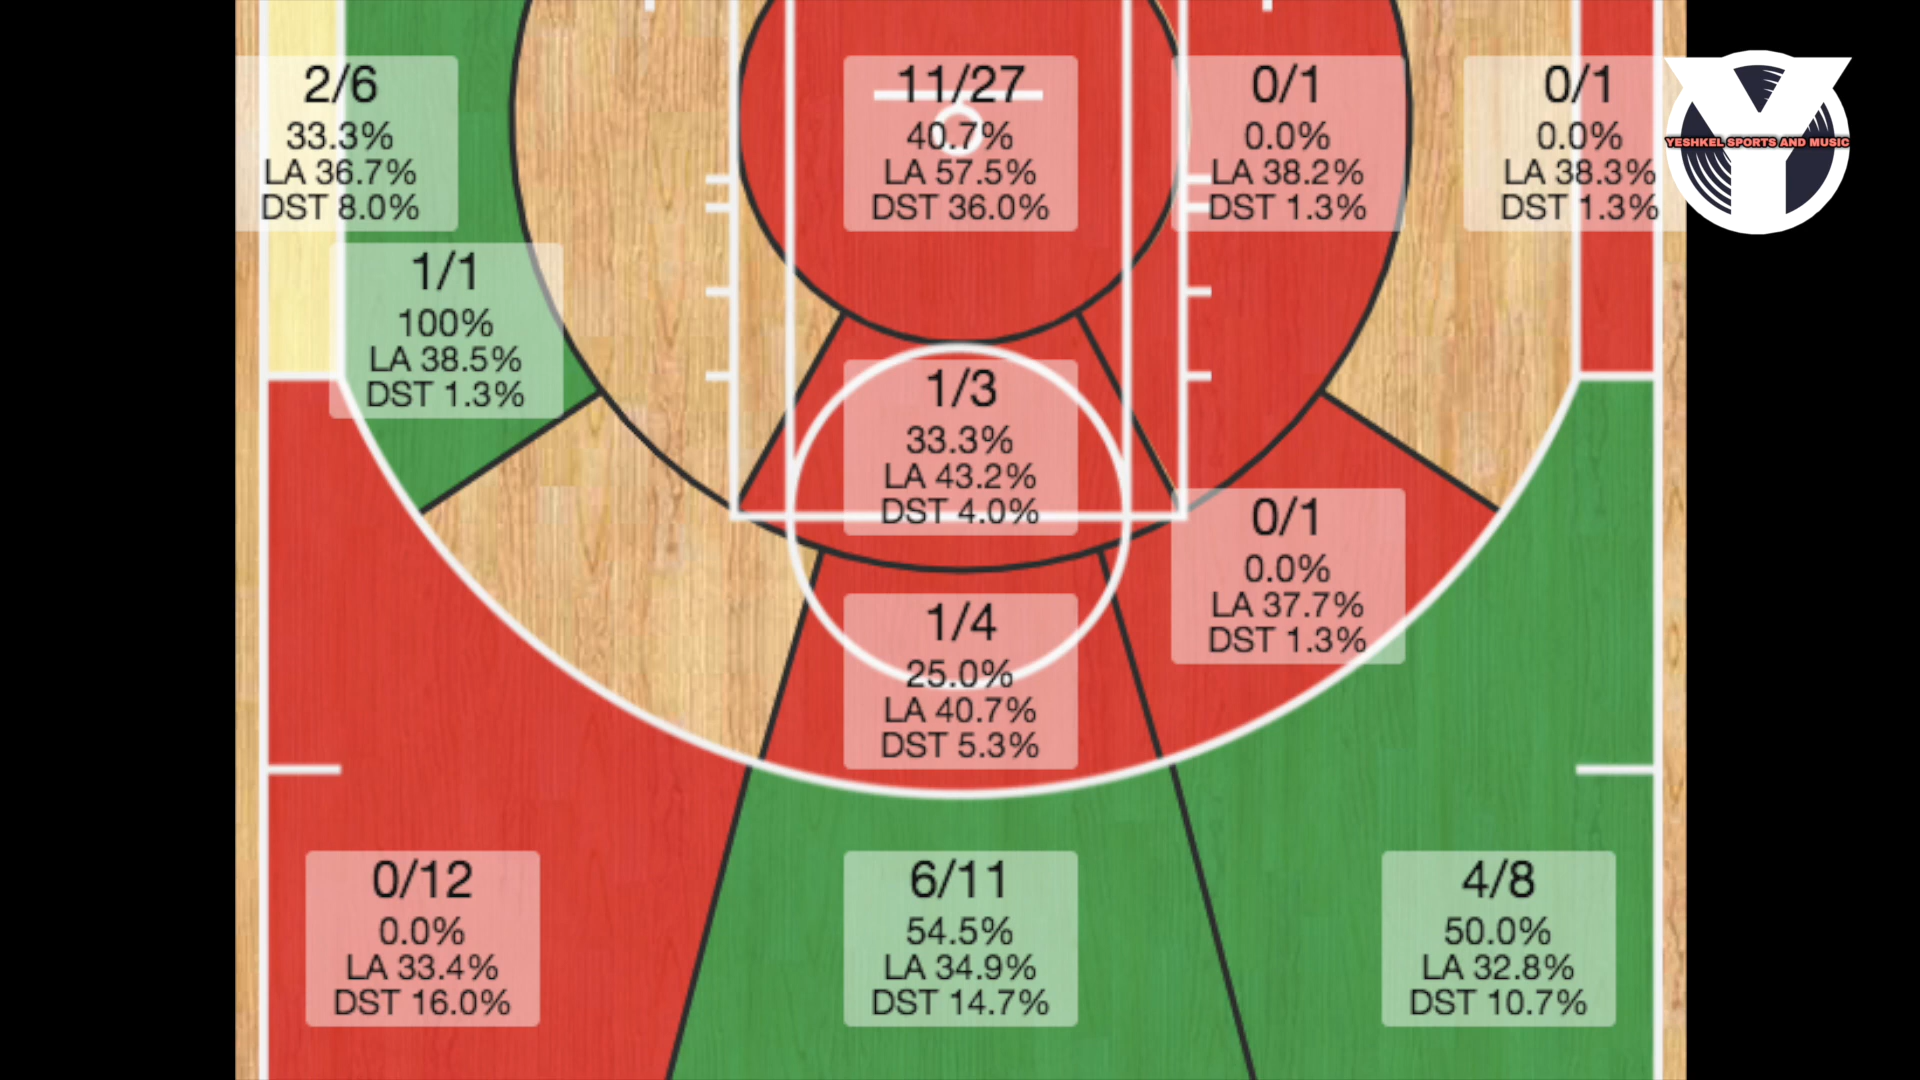 2/6
33.3%
LA 36.7%
DST 8.0%
11/27
40.7%
LA 57.5%
DST 36.0%
0/1
0.0%
LA 38.2%
DST 1.3%
0/1
0.0%
LA 38.3%
DST 1.3%
YESHKEL SPORTS AND MUSIC
1/1
100%
LA 38.5%
DST 1.3%
1/3
33.3%
LA 43.2%
DST 4.0%
0/1
0.0%
LA 37.7%
DST 1.3%
1/4
25.0%
LA 40.7%
DST 5.3%
0/12
0.0%
LA 33.4%
DST 16.0%
6/11
54.5%
LA 34.9%
DST 14.7%
4/8
50.0%
LA 32.8%
DST 10.7%